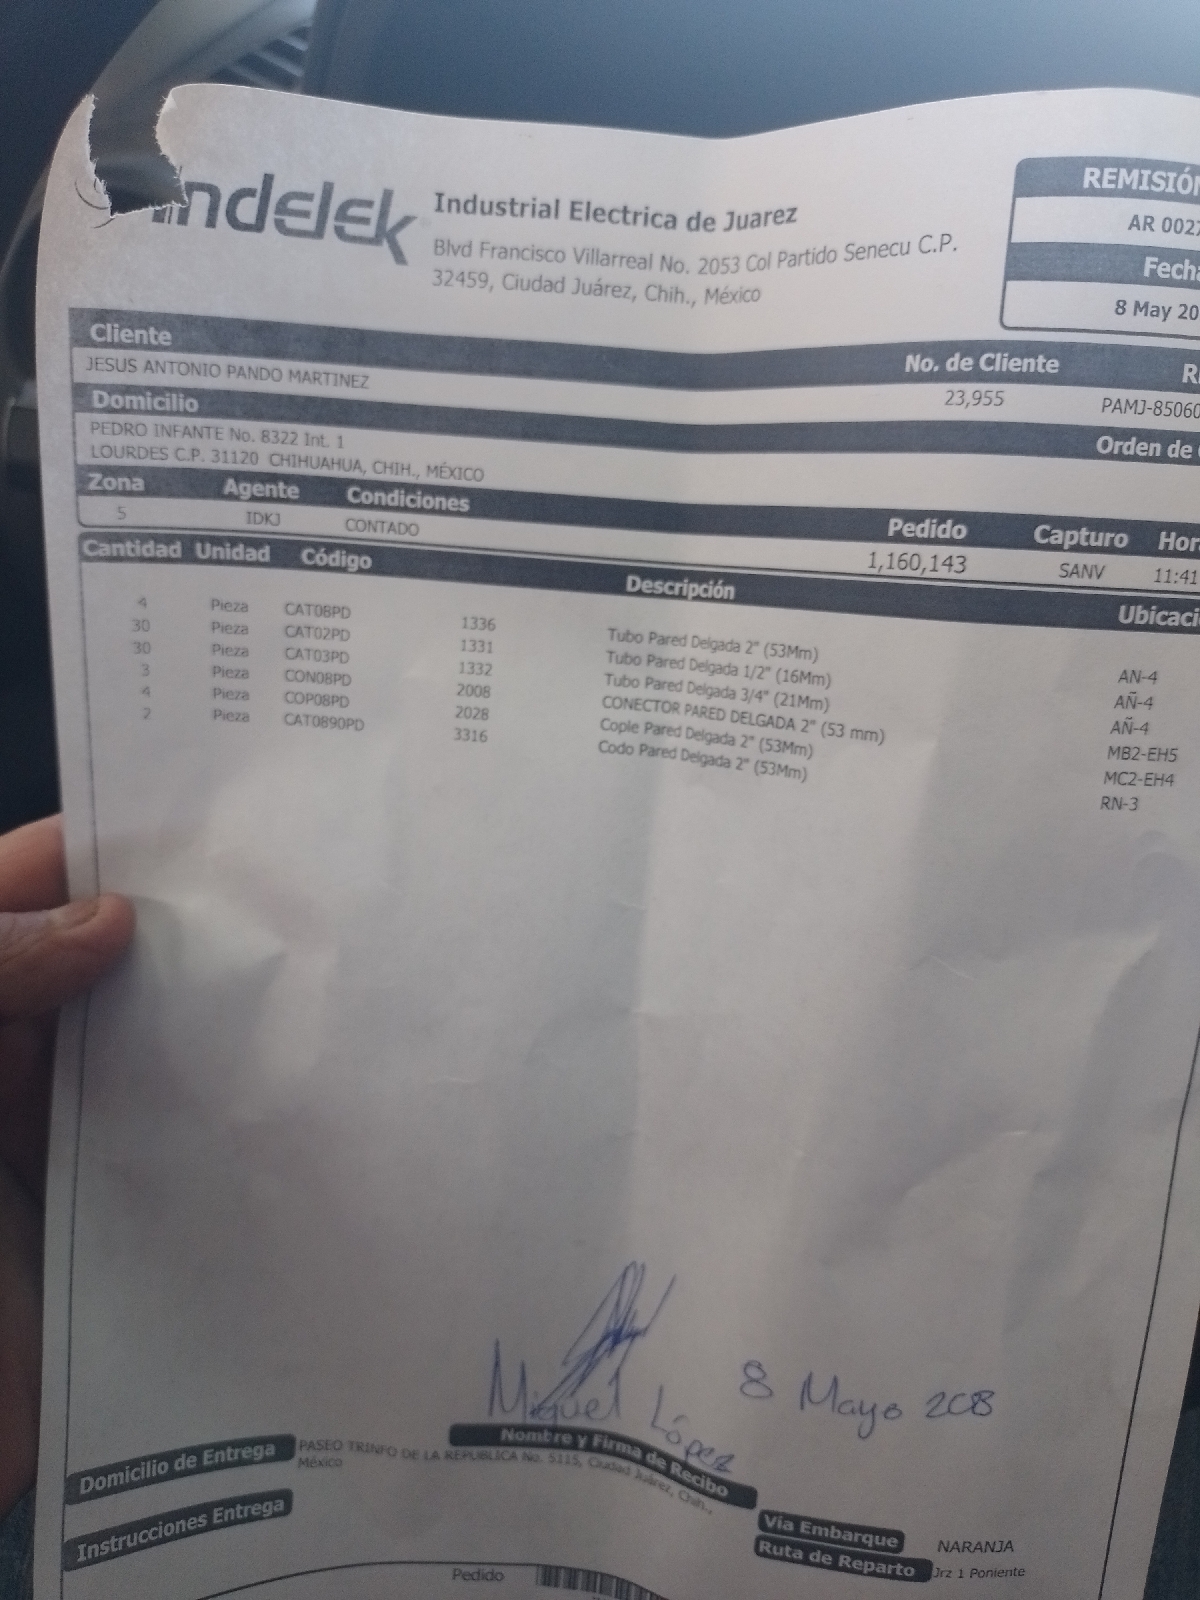 Indelek
Industrial Electrica de Juarez
Blvd Francisco Villarreal No. 2053 Col Partido Senecu C.P.
32459, Ciudad Juárez, Chih., México
REMISIÓN
AR 0027
Fecha
8 May 20
Cliente No. de Cliente R
JESUS ANTONIO PANDO MARTINEZ 23,955 PAMJ-85060
Domicilio Orden de
PEDRO INFANTE No. 8322 Int. 1
LOURDES C.P. 31120 CHIHUAHUA, CHIH., MÉXICO
Zona Agente Condiciones Pedido Capturo Hora
5 IDKJ CONTADO 1,160,143 SANV 11:41
Cantidad Unidad Código Descripción Ubicaci
4 Pieza CAT08PD 1336 Tubo Pared Delgada 2" (53Mm) AN-4
30 Pieza CAT02PD 1331 Tubo Pared Delgada 1/2" (16Mm) AÑ-4
30 Pieza CAT03PD 1332 Tubo Pared Delgada 3/4" (21Mm) AÑ-4
3 Pieza CON08PD 2008 CONECTOR PARED DELGADA 2" (53 mm) MB2-EH5
4 Pieza COP08PD 2028 Cople Pared Delgada 2" (53Mm) MC2-EH4
2 Pieza CAT0890PD 3316 Codo Pared Delgada 2" (53Mm) RN-3
Miguel López 8 Mayo 208
Nombre y Firma de Recibo
Domicilio de Entrega PASEO TRINFO DE LA REPUBLICA No. 5115, Ciudad Juárez, Chih.,
México
Instrucciones Entrega
Vía Embarque NARANJA
Ruta de Reparto Jrz 1 Poniente
Pedido